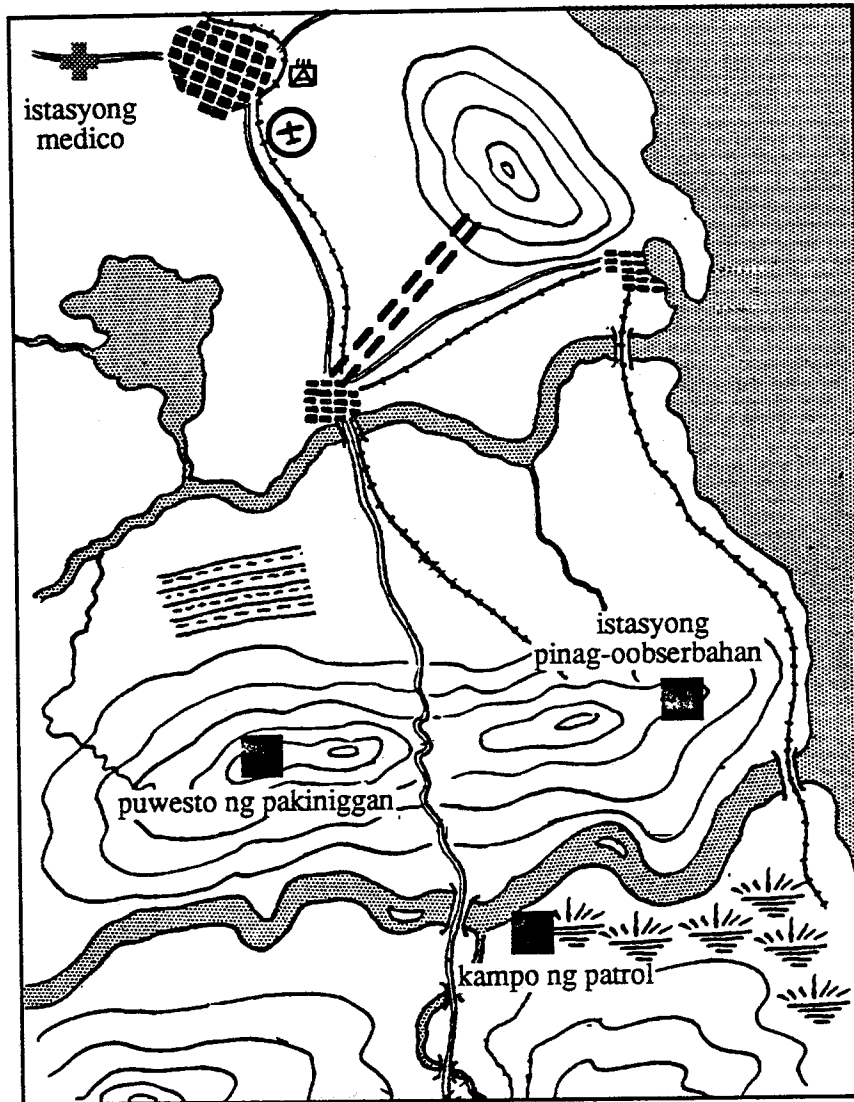 istasyong
medico
istasyong
pinag-oobserbahan
puwesto ng pakiniggan
kampo ng patrol